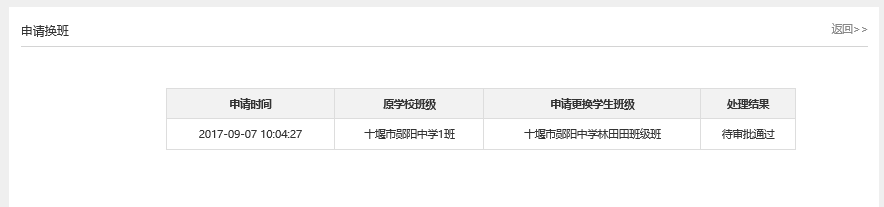 申请换班
返回>>
申请时间 原学校班级 申请更换学生班级 处理结果
2017-09-07 10:04:27 十堰市郧阳中学1班 十堰市郧阳中学林田田班级班 待审批通过